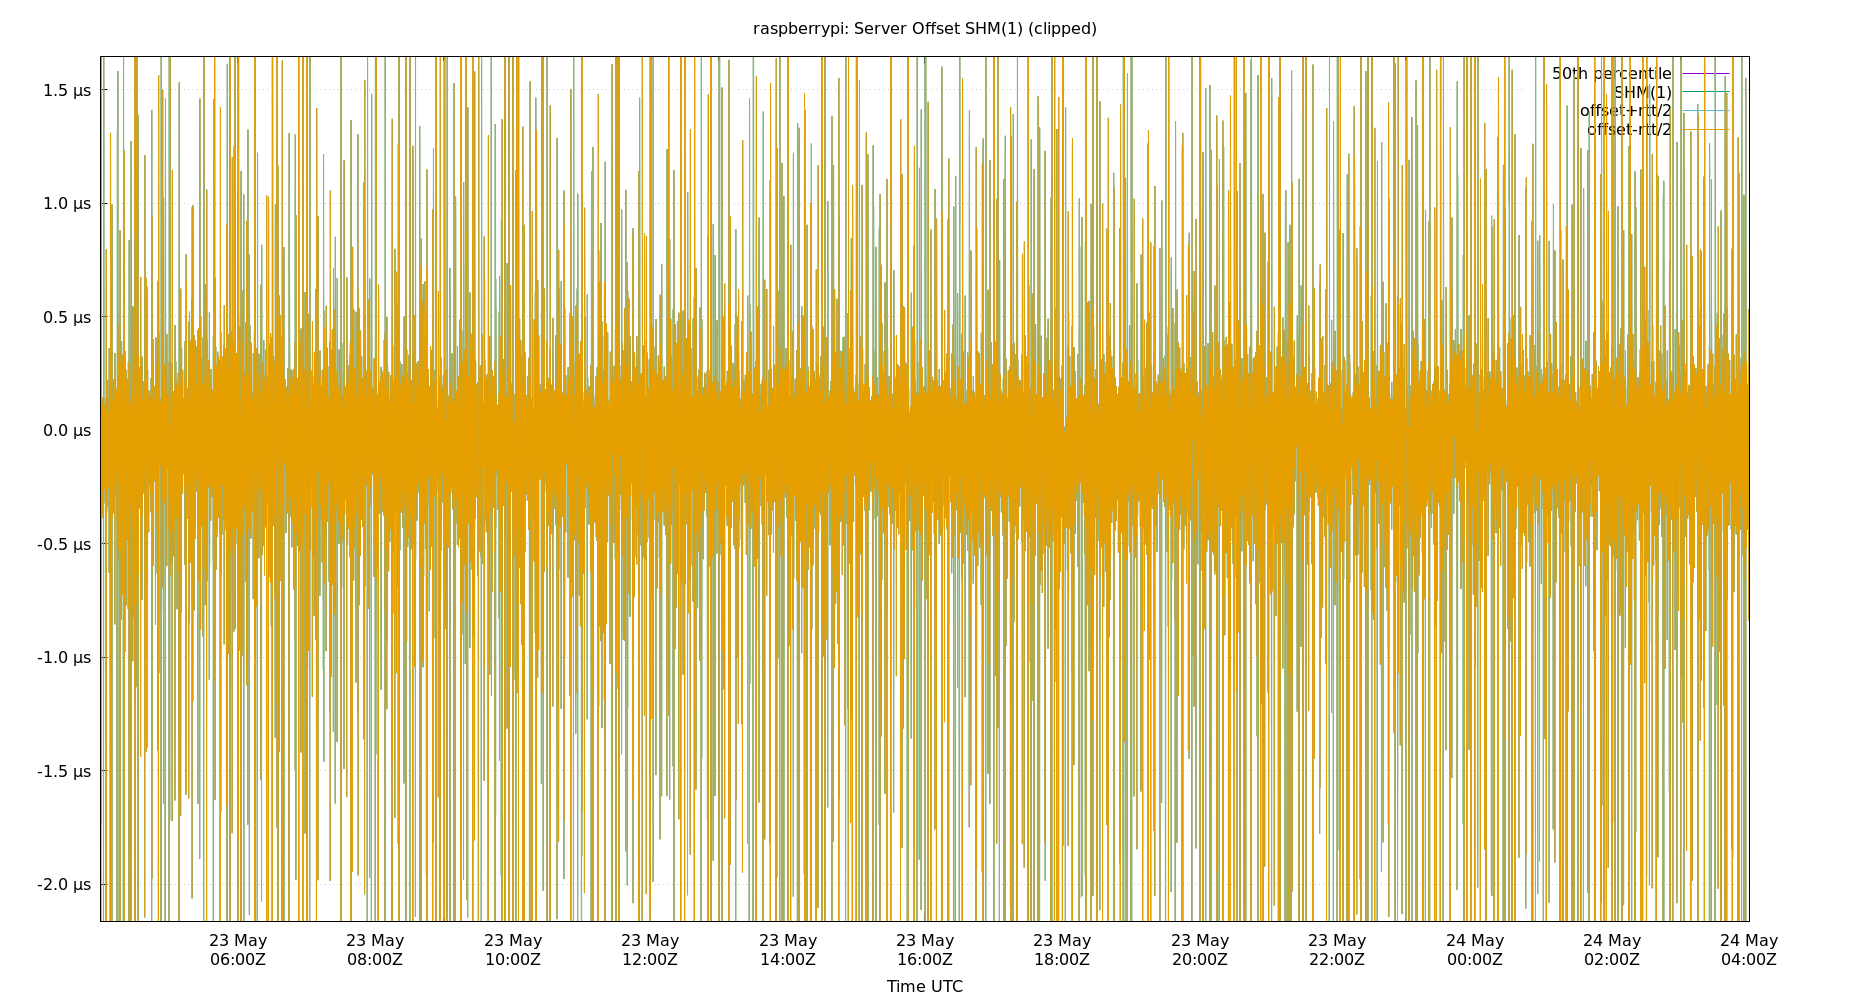 raspberrypi: Server Offset SHM(1) (clipped)
50th percentile
SHM(1)
offset+rtt/2
offset-rtt/2
1.5 µs
1.0 µs
0.5 µs
0.0 µs
-0.5 µs
-1.0 µs
-1.5 µs
-2.0 µs
23 May 23 May 23 May 23 May 23 May 23 May 23 May 23 May 23 May 24 May 24 May 24 May
06:00Z 08:00Z 10:00Z 12:00Z 14:00Z 16:00Z 18:00Z 20:00Z 22:00Z 00:00Z 02:00Z 04:00Z
Time UTC